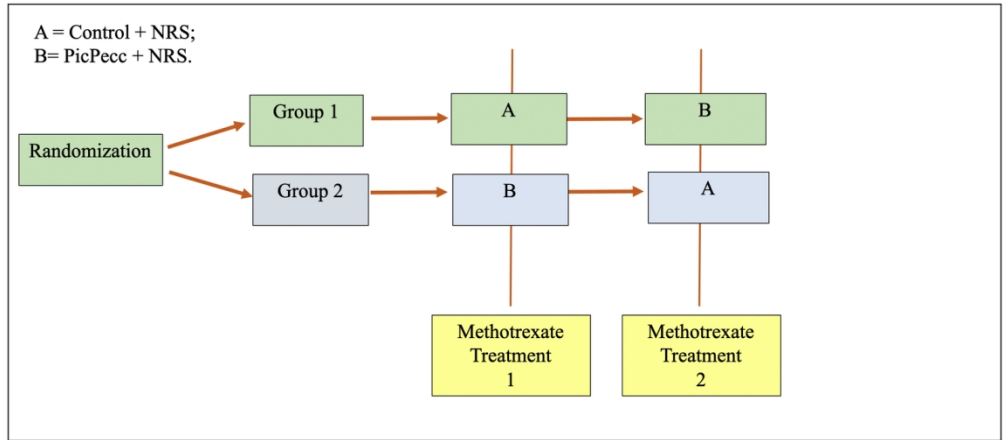 A = Control + NRS;
B= PicPecc + NRS.
Randomization
Group 1
A
B
Group 2
B
A
Methotrexate
Treatment
1
Methotrexate
Treatment
2